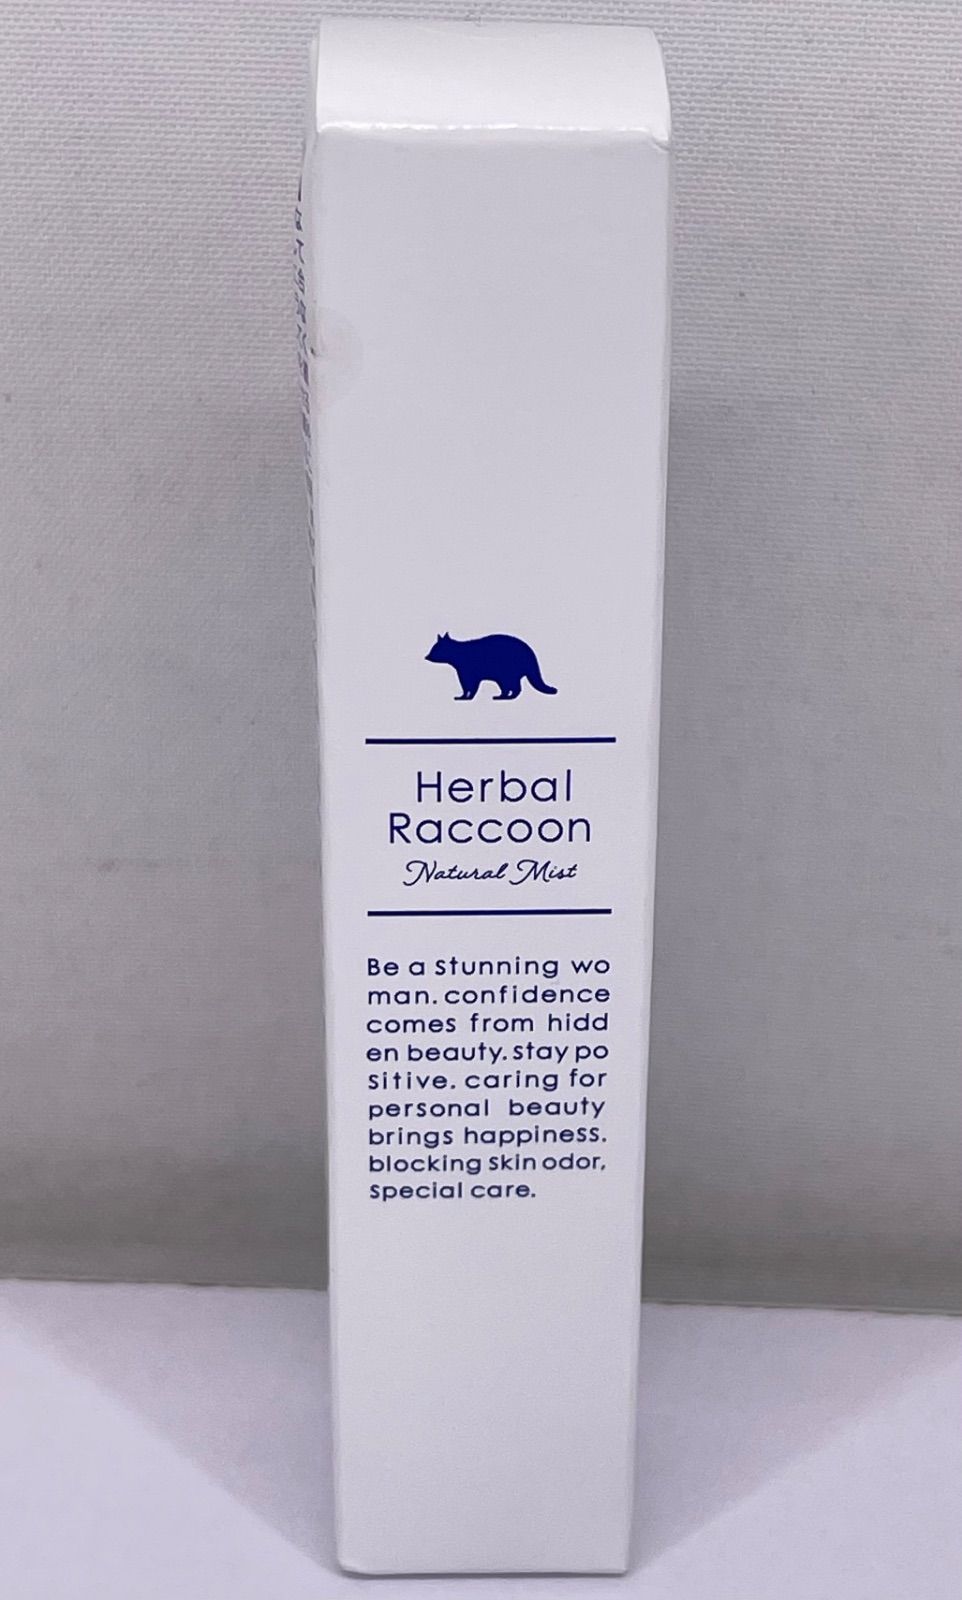 Herbal
Raccoon
Natural Mist
Be a stunning wo
man. confidence
comes from hidd
en beauty. stay po
sitive. caring for
personal beauty
brings happiness.
blocking skin odor,
special care.